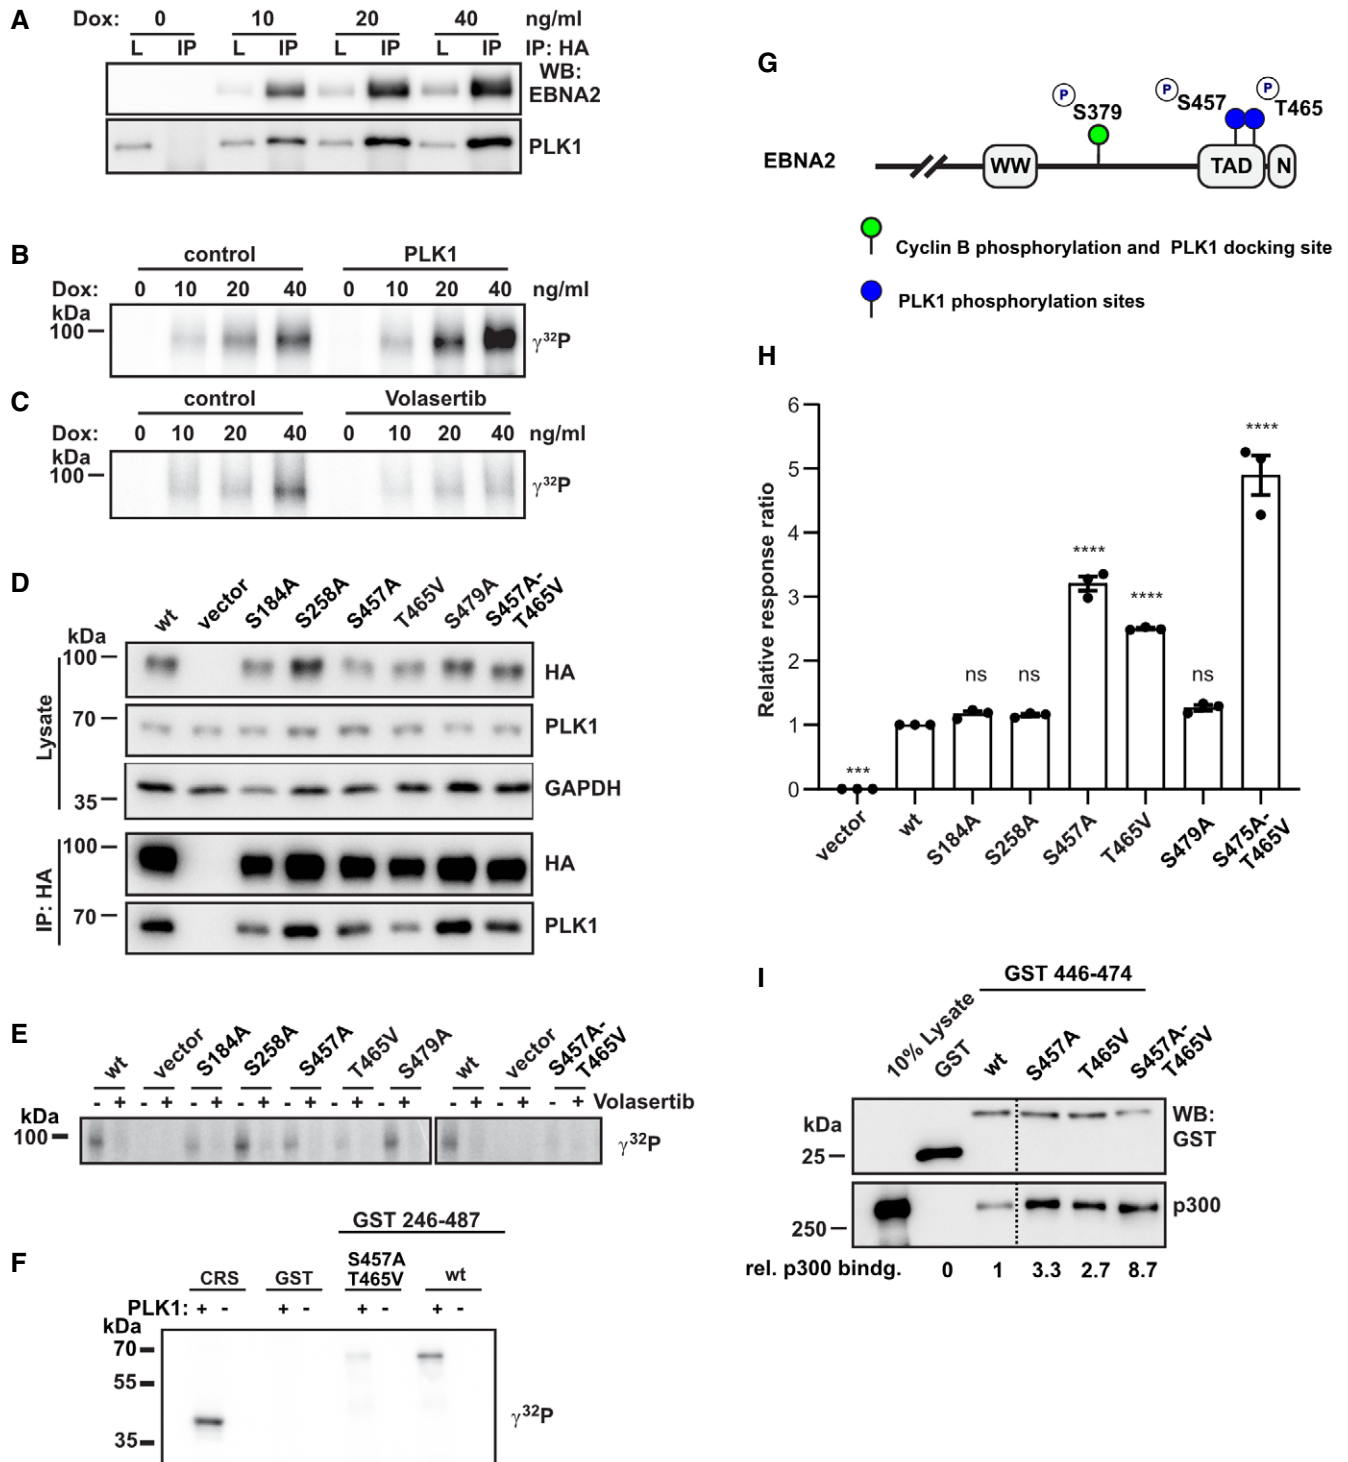 A
Dox: 0 10 20 40 ng/ml
L IP L IP L IP L IP IP: HA
WB:
EBNA2
PLK1
B
control PLK1
Dox: 0 10 20 40 0 10 20 40 ng/ml
kDa
100
γ32P
C
control Volasertib
Dox: 0 10 20 40 0 10 20 40 ng/ml
kDa
100
γ32P
D
wt vector S184A S258A S457A T465V S479A S457A-
T465V
kDa
100 HA
70 PLK1
35 GAPDH
Lysate
100 HA
70 PLK1
IP: HA
E
wt vector S184A S258A S457A T465V S479A wt vector S457A-
T465V
- + - + - + - + - + - + - + - + - + - + Volasertib
kDa
100
γ32P
F
GST 246-487
CRS GST S457A
T465V wt
PLK1: + - + - + - + -
kDa
70
55
35
γ32P
G
P S379
P S457
P T465
EBNA2 WW TAD N
Cyclin B phosphorylation and PLK1 docking site
PLK1 phosphorylation sites
H
Relative response ratio
6
5
4
3
2
1
0
*** ns ns **** **** ns ****
vector wt S184A S258A S457A T465V S479A S475A-
T465V
I
GST 446-474
10% Lysate GST wt S457A T465V S457A-
T465V
kDa
25
WB:
GST
250
p300
rel. p300 bindg. 0 1 3.3 2.7 8.7